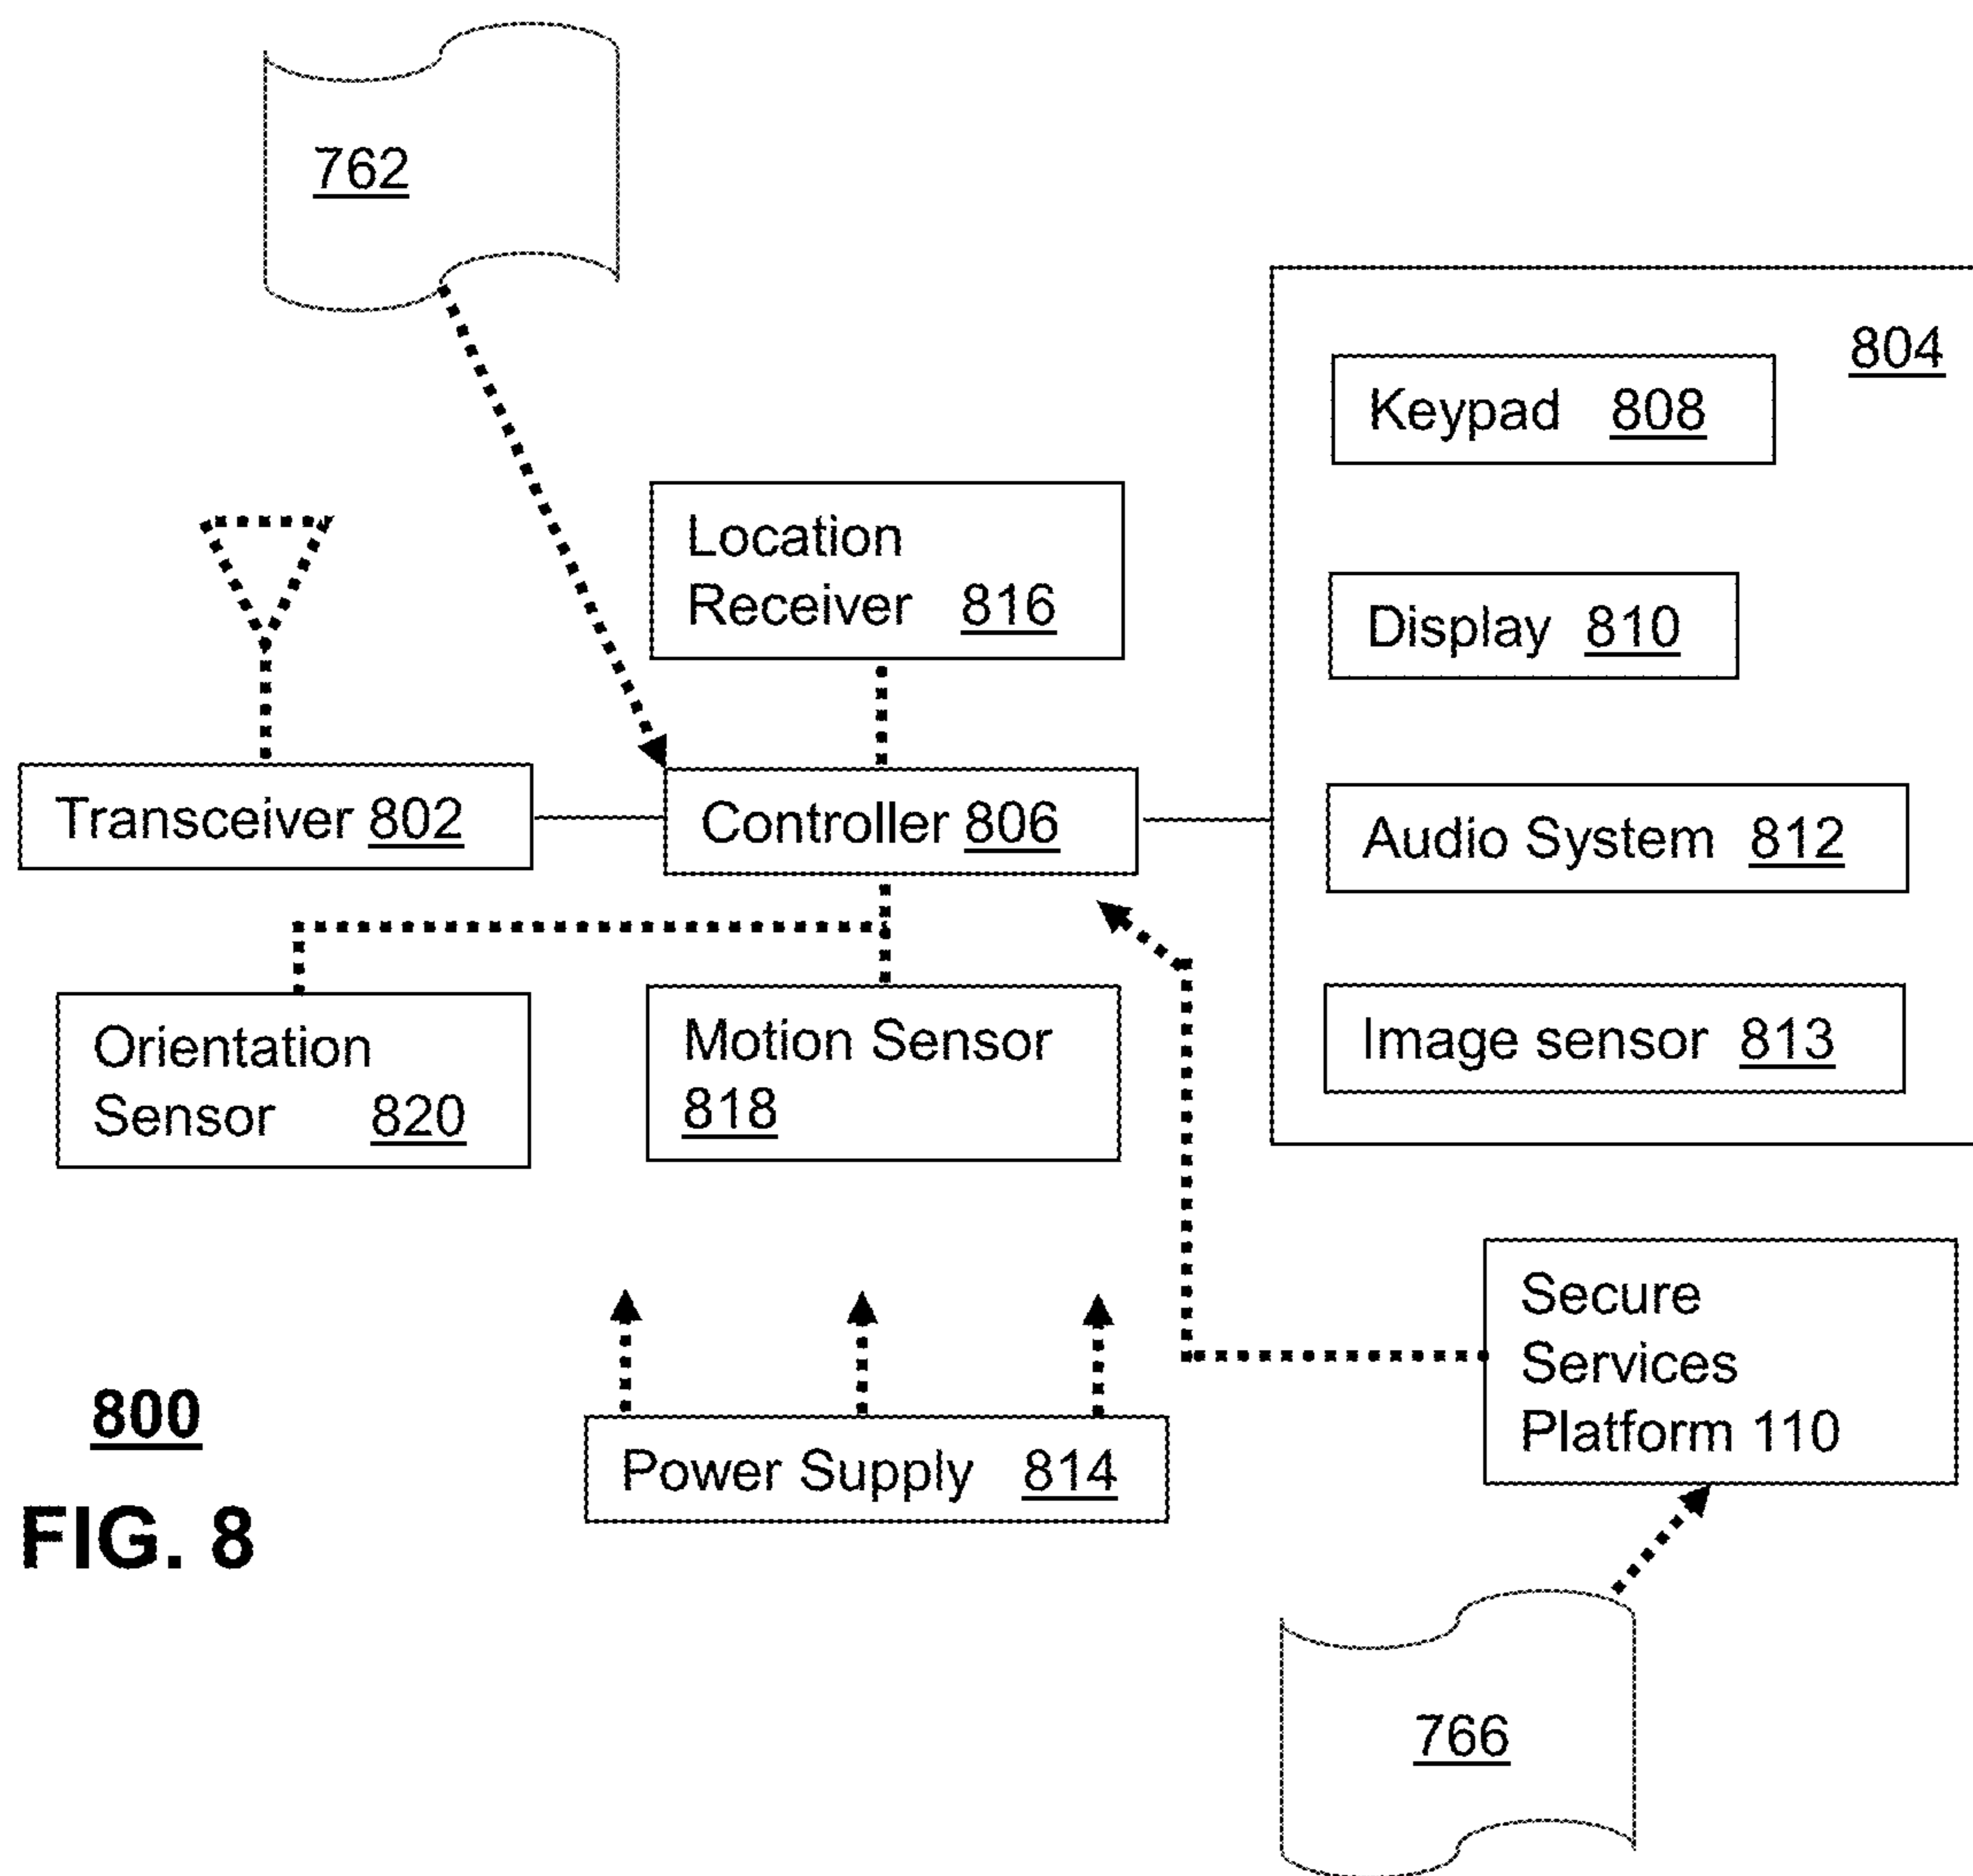 762
804
Keypad 808
Location
Receiver 816
Display 810
Transceiver 802
Controller 806
Audio System 812
Orientation
Sensor 820
Motion Sensor
818
Image sensor 813
Secure
Services
Platform 110
Power Supply 814
800
FIG. 8
766